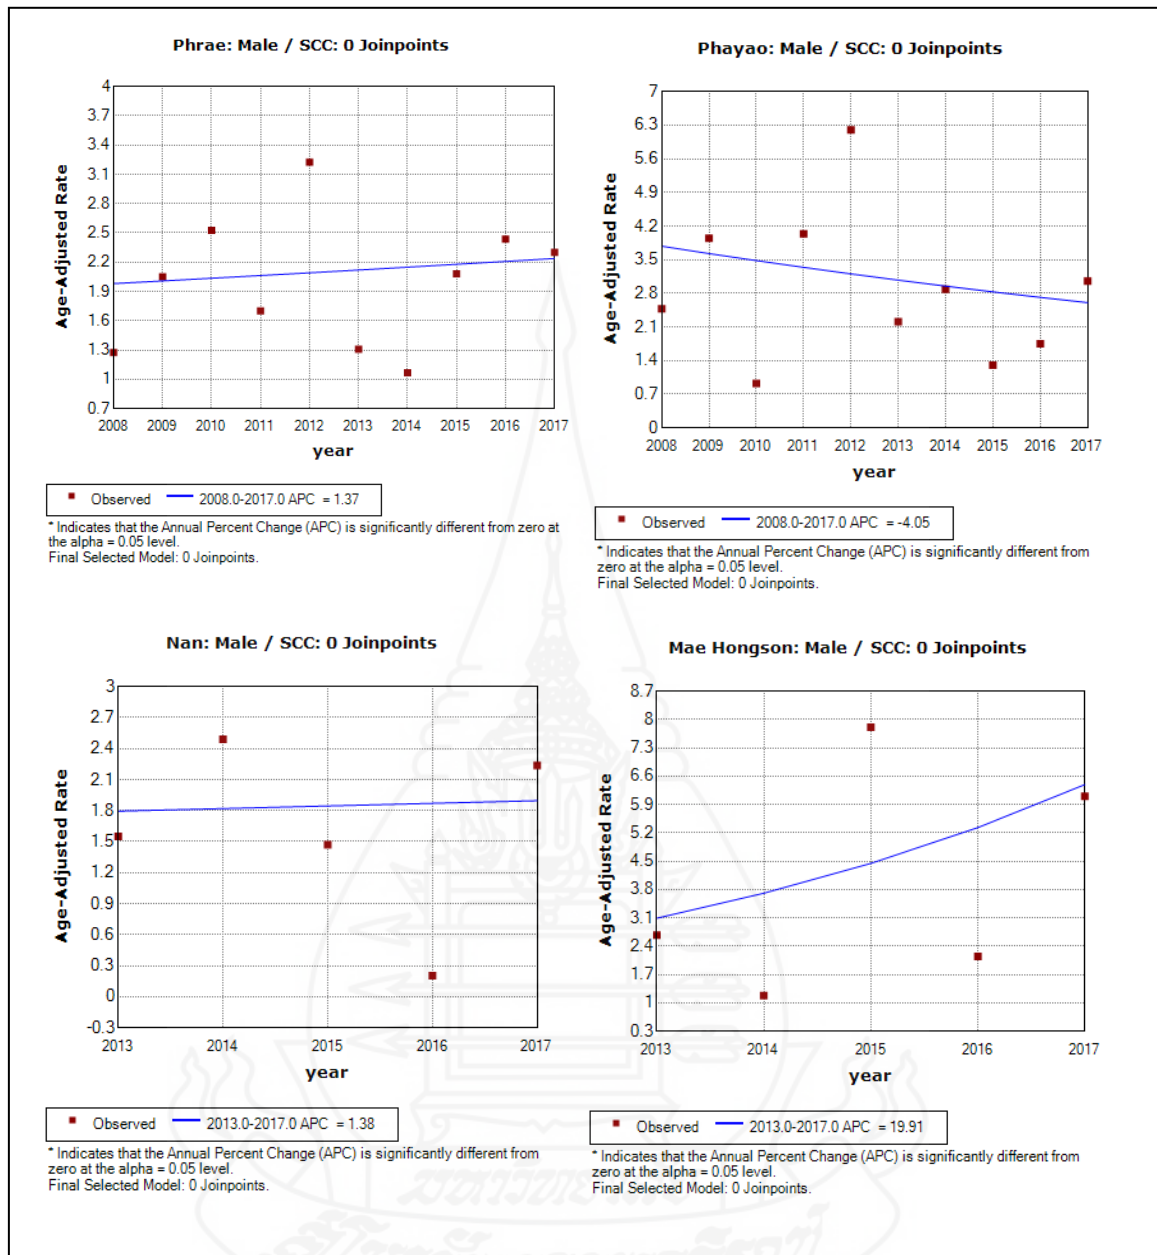 Phrae: Male / SCC: 0 Joinpoints
4
3.7
3.4
3.1
2.8
2.5
2.2
1.9
1.6
1.3
1
0.7
Age-Adjusted Rate
2008 2009 2010 2011 2012 2013 2014 2015 2016 2017
year
Observed 2008.0-2017.0 APC = 1.37
* Indicates that the Annual Percent Change (APC) is significantly different from zero at
the alpha = 0.05 level.
Final Selected Model: 0 Joinpoints.
Phayao: Male / SCC: 0 Joinpoints
7
6.3
5.6
4.9
4.2
3.5
2.8
2.1
1.4
0.7
0
Age-Adjusted Rate
2008 2009 2010 2011 2012 2013 2014 2015 2016 2017
year
Observed 2008.0-2017.0 APC = -4.05
* Indicates that the Annual Percent Change (APC) is significantly different from
zero at the alpha = 0.05 level.
Final Selected Model: 0 Joinpoints.
Nan: Male / SCC: 0 Joinpoints
3
2.7
2.4
2.1
1.8
1.5
1.2
0.9
0.6
0.3
0
-0.3
Age-Adjusted Rate
2013 2014 2015 2016 2017
year
Observed 2013.0-2017.0 APC = 1.38
* Indicates that the Annual Percent Change (APC) is significantly different from
zero at the alpha = 0.05 level.
Final Selected Model: 0 Joinpoints.
Mae Hongson: Male / SCC: 0 Joinpoints
8.7
8
7.3
6.6
5.9
5.2
4.5
3.8
3.1
2.4
1.7
1
0.3
Age-Adjusted Rate
2013 2014 2015 2016 2017
year
Observed 2013.0-2017.0 APC = 19.91
* Indicates that the Annual Percent Change (APC) is significantly different from
zero at the alpha = 0.05 level.
Final Selected Model: 0 Joinpoints.